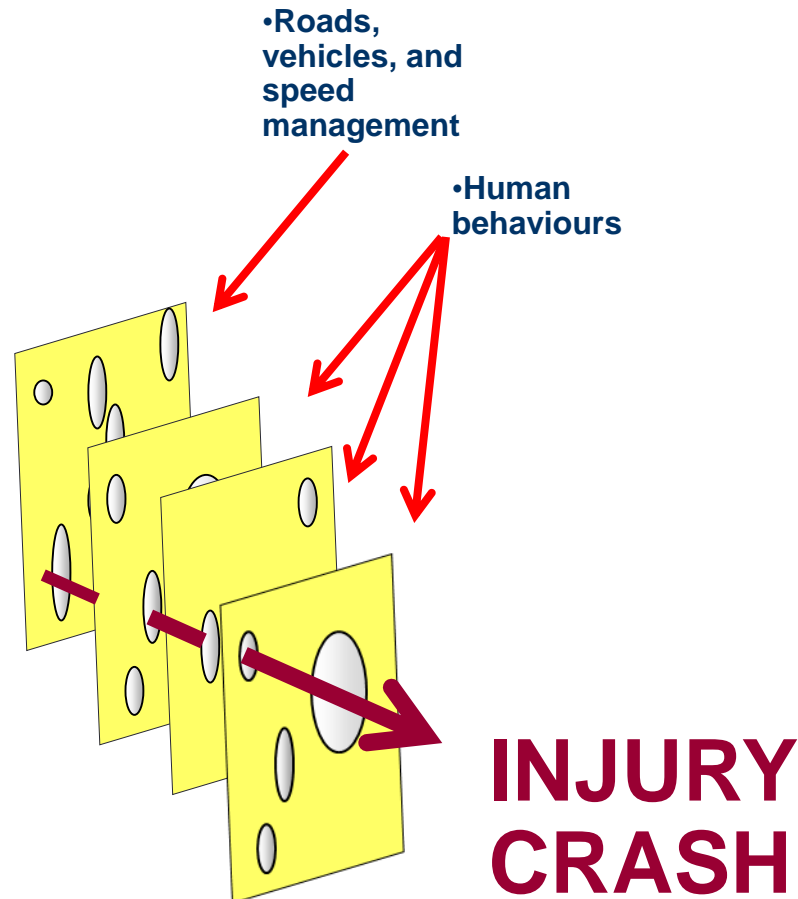 •Roads,
vehicles, and
speed
management
•Human
behaviours
INJURY
CRASH